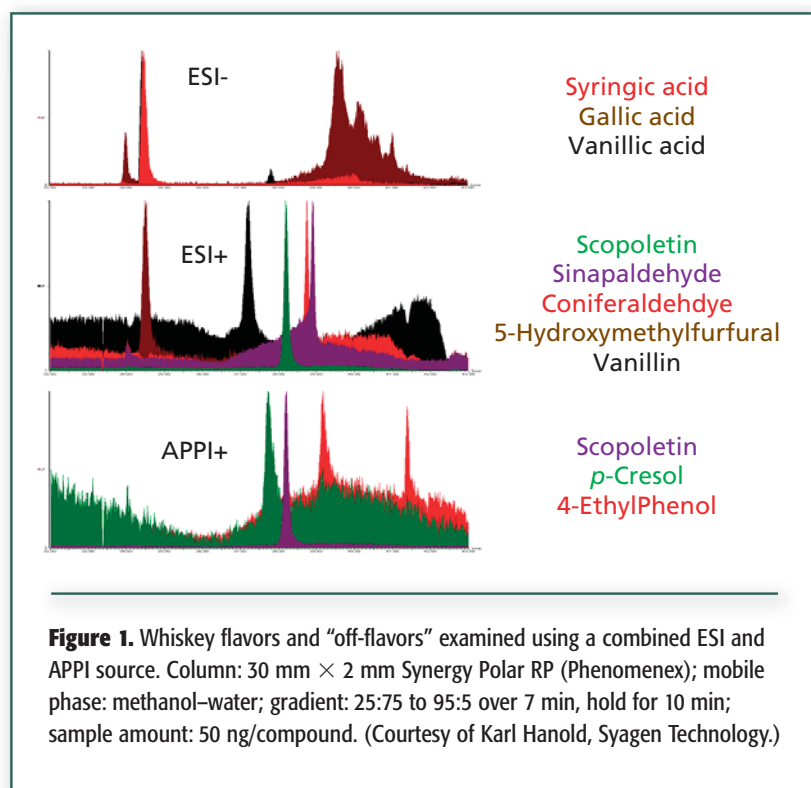 ESI-
Syringic acid
Gallic acid
Vanillic acid
ESI+
Scopoletin
Sinapaldehyde
Coniferaldehdye
5-Hydroxymethylfurfural
Vanillin
APPI+
Scopoletin
p-Cresol
4-EthylPhenol
Figure 1. Whiskey flavors and “off-flavors” examined using a combined ESI and
APPI source. Column: 30 mm × 2 mm Synergy Polar RP (Phenomenex); mobile
phase: methanol–water; gradient: 25:75 to 95:5 over 7 min, hold for 10 min;
sample amount: 50 ng/compound. (Courtesy of Karl Hanold, Syagen Technology.)